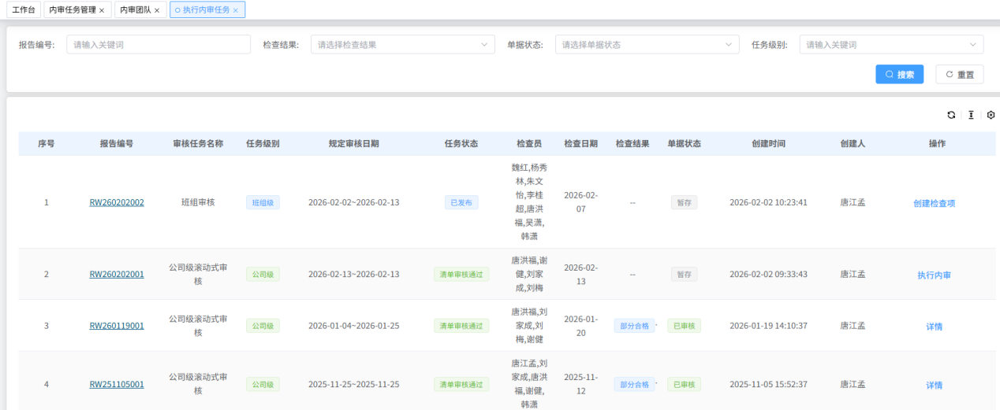 工作台 内审任务管理 × 内审团队 × 执行内审任务 ×
报告编号: 请输入关键词 检查结果: 请选择检查结果 单据状态: 请选择单据状态 任务级别: 请输入关键词
搜索 重置
序号 报告编号 审核任务名称 任务级别 规定审核日期 任务状态 检查员 检查日期 检查结果 单据状态 创建时间 创建人 操作
魏红,杨秀
林,朱文
怡,李桂
超,唐洪
福,吴潇,
韩潇
1 RW260202002 班组审核 班组级 2026-02-02~2026-02-13 已发布
2026-02-
07
-- 暂存 2026-02-02 10:23:41 唐江孟 创建检查项
2 RW260202001
公司级滚动式审
核
公司级 2026-02-13~2026-02-13 清单审核通过
唐洪福,谢
健,刘家
成,刘梅
2026-02-
13
-- 暂存 2026-02-02 09:33:43 唐江孟 执行内审
3 RW260119001
公司级滚动式审
核
公司级 2026-01-04~2026-01-25 清单审核通过
唐洪福,刘
家成,刘
梅,谢健
2026-01-
20
部分合格 已审核 2026-01-19 14:10:37 唐江孟 详情
4 RW251105001
公司级滚动式审
核
公司级 2025-11-25~2025-11-25 清单审核通过
唐江孟,刘
家成,唐洪
福,谢健,
韩潇
2025-11-
12
部分合格 已审核 2025-11-05 15:52:37 唐江孟 详情